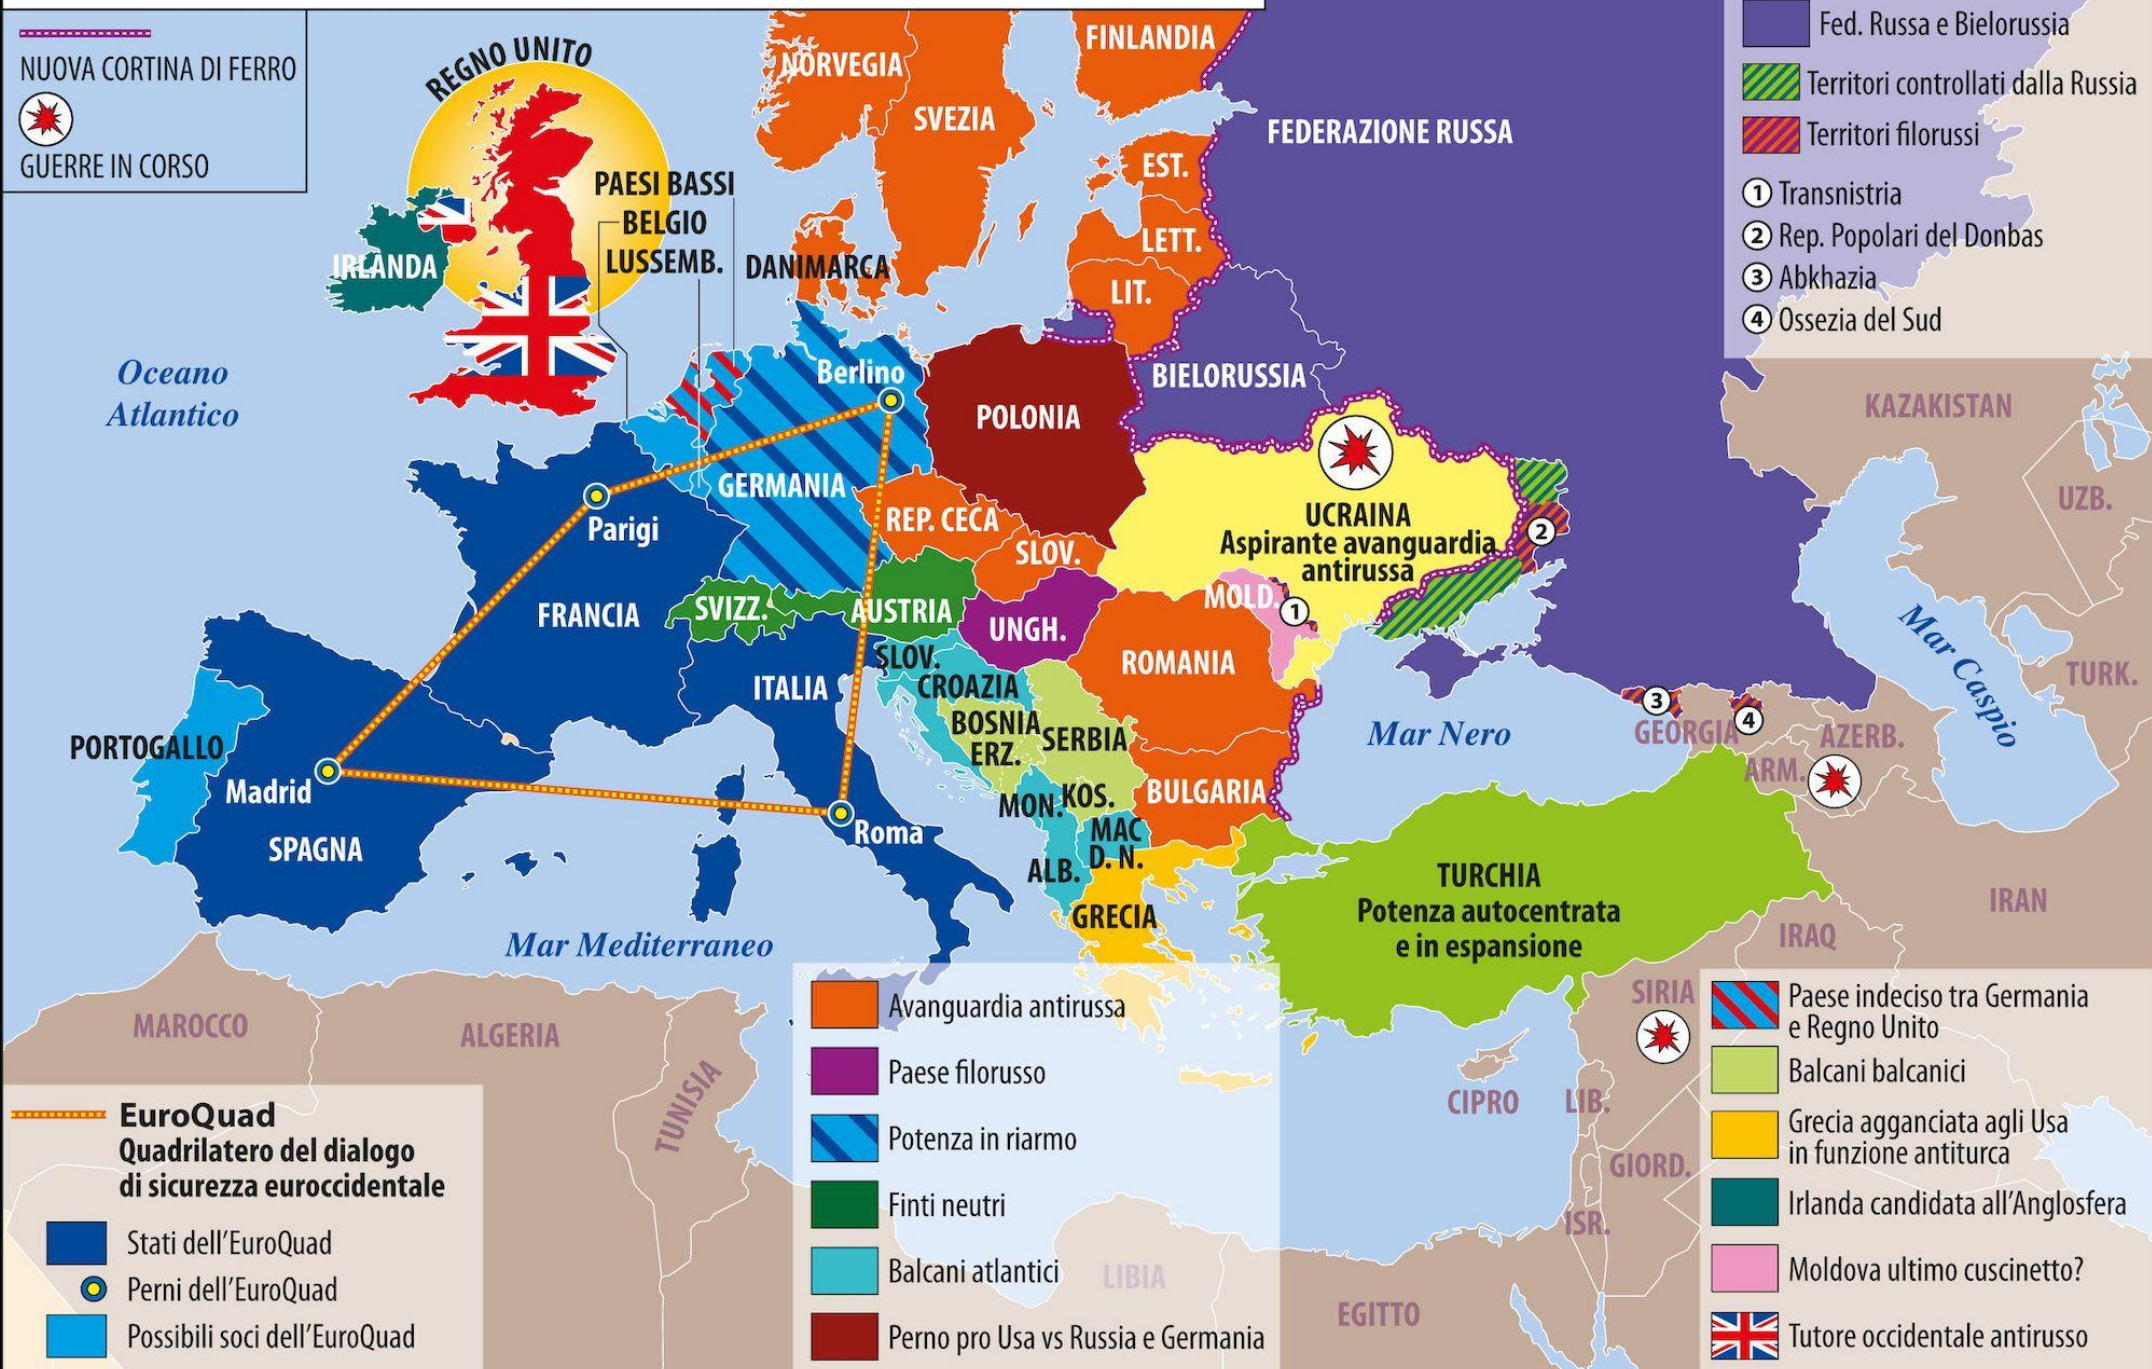 NUOVA CORTINA DI FERRO
GUERRE IN CORSO
REGNO UNITO
IRLANDA
PAESI BASSI
BELGIO
LUSSEMB.
DANIMARCA
NORVEGIA
SVEZIA
FINLANDIA
EST.
LETT.
LIT.
FEDERAZIONE RUSSA
BIELORUSSIA
Fed. Russa e Bielorussia
Territori controllati dalla Russia
Territori filorussi
1 Transnistria
2 Rep. Popolari del Donbas
3 Abkhazia
4 Ossezia del Sud
Oceano
Atlantico
Berlino
POLONIA
GERMANIA
Parigi
REP. CECA
SLOV.
UCRAINA
Aspirante avanguardia
antirussa
2
KAZAKISTAN
UZB.
TURK.
Mar Caspio
FRANCIA
SVIZZ.
AUSTRIA
UNGH.
MOLD.
1
ROMANIA
SLOV.
CROAZIA
ITALIA
BOSNIA
ERZ.
SERBIA
MON.
KOS.
BULGARIA
MAC
D. N.
ALB.
GRECIA
Mar Nero
3
GEORGIA
4
AZERB.
ARM.
PORTOGALLO
Madrid
SPAGNA
Roma
Mar Mediterraneo
TURCHIA
Potenza autocentrata
e in espansione
IRAN
IRAQ
SIRIA
CIPRO
LIB.
GIORD.
ISR.
EGITTO
LIBIA
TUNISIA
ALGERIA
MAROCCO
EuroQuad
Quadrilatero del dialogo
di sicurezza euroccidentale
Stati dell'EuroQuad
Perni dell'EuroQuad
Possibili soci dell'EuroQuad
Avanguardia antirussa
Paese filorusso
Potenza in riarmo
Finti neutri
Balcani atlantici
Perno pro Usa vs Russia e Germania
Paese indeciso tra Germania
e Regno Unito
Balcani balcanici
Grecia agganciata agli Usa
in funzione antiturca
Irlanda candidata all'Anglosfera
Moldova ultimo cuscinetto?
Tutore occidentale antirusso